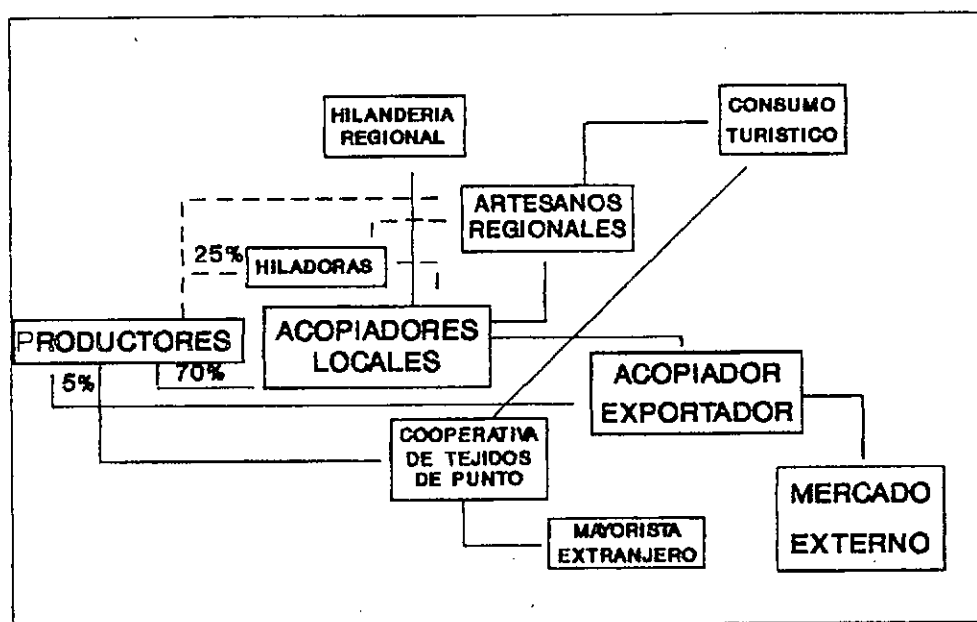 HILANDERIA
REGIONAL
CONSUMO
TURISTICO
ARTESANOS
REGIONALES
25%
HILADORAS
PRODUCTORES
ACOPIADORES
LOCALES
5%
70%
ACOPIADOR
EXPORTADOR
COOPERATIVA
DE TEJIDOS
DE PUNTO
MERCADO
EXTERNO
MAYORISTA
EXTRANJERO